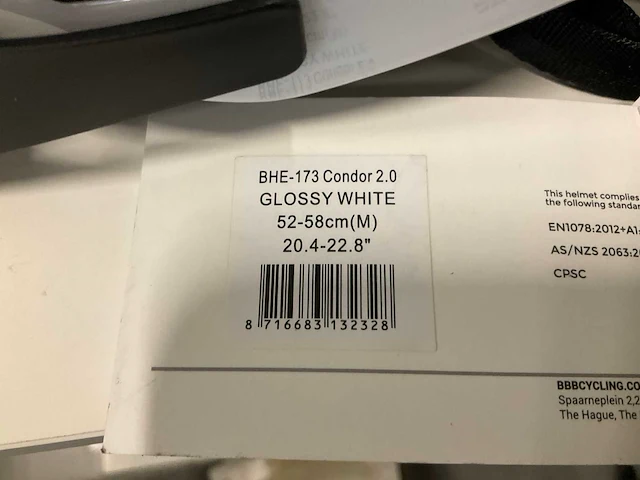 BHE-173 Condor 2.0
GLOSSY WHITE
52-58cm(M)
20.4-22.8"
8 716683 132328
This helmet complies
the following standar
EN1078:2012+A1:
AS/NZS 2063:2
CPSC
BBBCYCLING.CO
Spaarneplein 2,2
The Hague, The